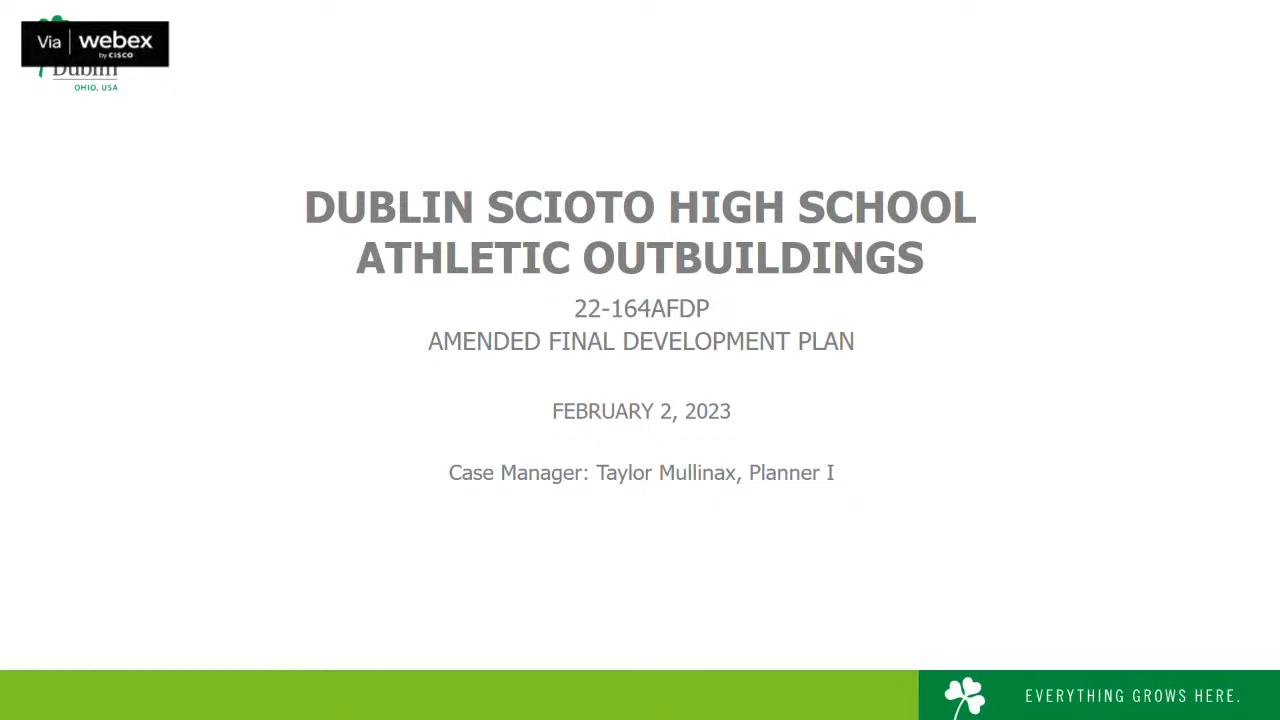 Via webex
by CISCO
Dublin
OHIO, USA
DUBLIN SCIOTO HIGH SCHOOL
ATHLETIC OUTBUILDINGS
22-164AFDP
AMENDED FINAL DEVELOPMENT PLAN
FEBRUARY 2, 2023
Case Manager: Taylor Mullinax, Planner I
EVERYTHING GROWS HERE.